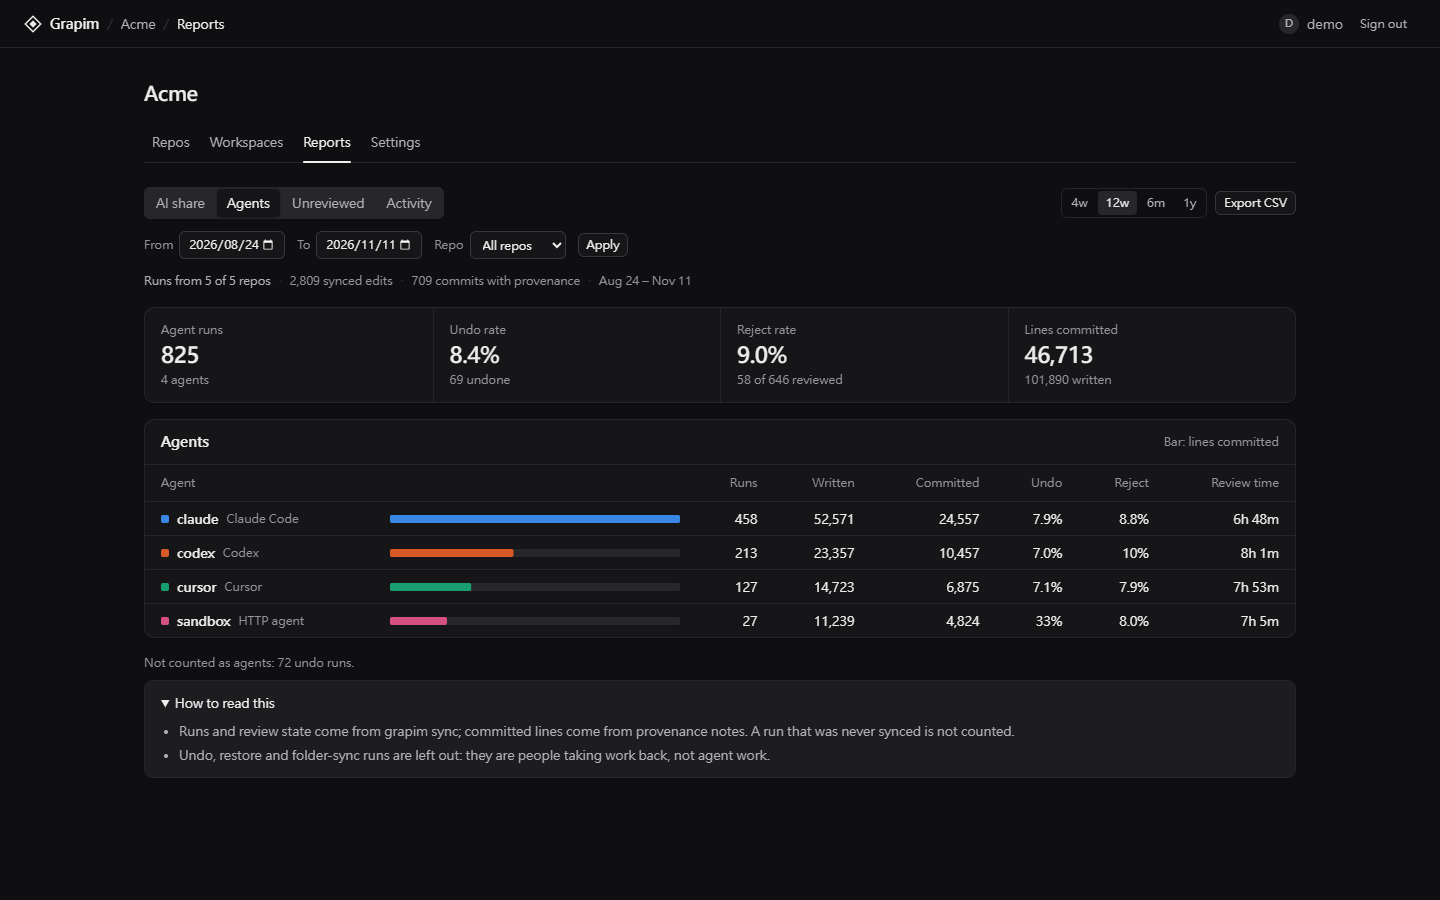 Grapim / Acme / Reports
D demo Sign out
Acme
Repos Workspaces Reports Settings
AI share Agents Unreviewed Activity
4w 12w 6m 1y Export CSV
From 2026/08/24 To 2026/11/11 Repo All repos Apply
Runs from 5 of 5 repos · 2,809 synced edits · 709 commits with provenance · Aug 24 – Nov 11
Agent runs
825
4 agents
Undo rate
8.4%
69 undone
Reject rate
9.0%
58 of 646 reviewed
Lines committed
46,713
101,890 written
Agents
Bar: lines committed
Agent Runs Written Committed Undo Reject Review time
claude Claude Code 458 52,571 24,557 7.9% 8.8% 6h 48m
codex Codex 213 23,357 10,457 7.0% 10% 8h 1m
cursor Cursor 127 14,723 6,875 7.1% 7.9% 7h 53m
sandbox HTTP agent 27 11,239 4,824 33% 8.0% 7h 5m
Not counted as agents: 72 undo runs.
▼ How to read this
• Runs and review state come from grapim sync; committed lines come from provenance notes. A run that was never synced is not counted.
• Undo, restore and folder-sync runs are left out: they are people taking work back, not agent work.